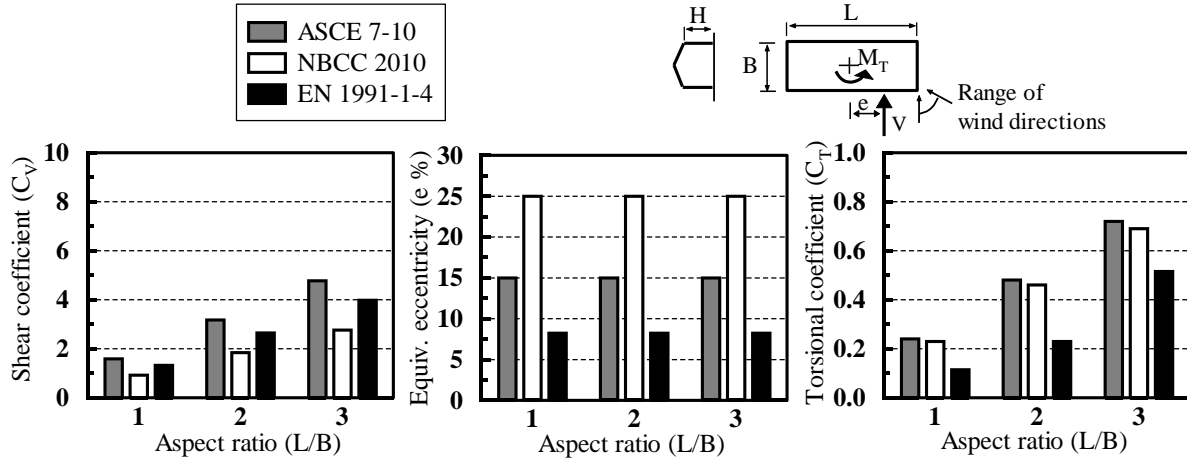 ASCE 7-10
NBCC 2010
EN 1991-1-4
H
L
B
M_T
e
V
Range of
wind directions
Shear coefficient (C_V)
10
8
6
4
2
0
1 2 3
Aspect ratio (L/B)
Equiv. eccentricity (e %)
30
25
20
15
10
5
0
1 2 3
Aspect ratio (L/B)
Torsional coefficient (C_T)
1.0
0.8
0.6
0.4
0.2
0.0
1 2 3
Aspect ratio (L/B)